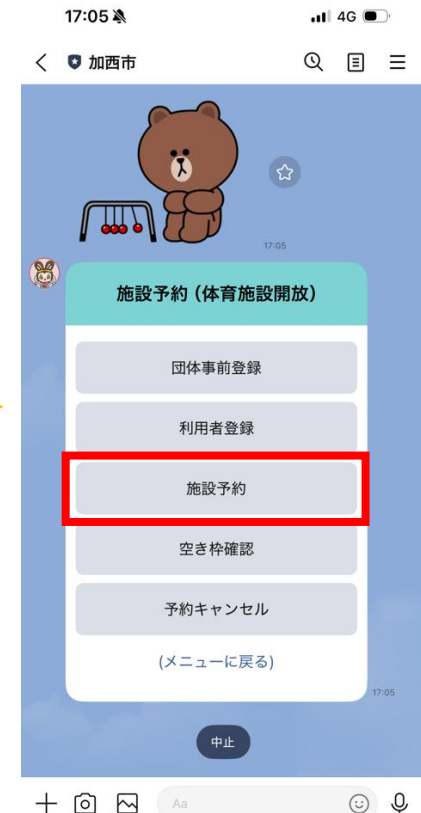 17:05
4G
加西市
17:05
施設予約（体育施設開放）
団体事前登録
利用者登録
施設予約
空き枠確認
予約キャンセル
(メニューに戻る)
17:05
中止
Aa